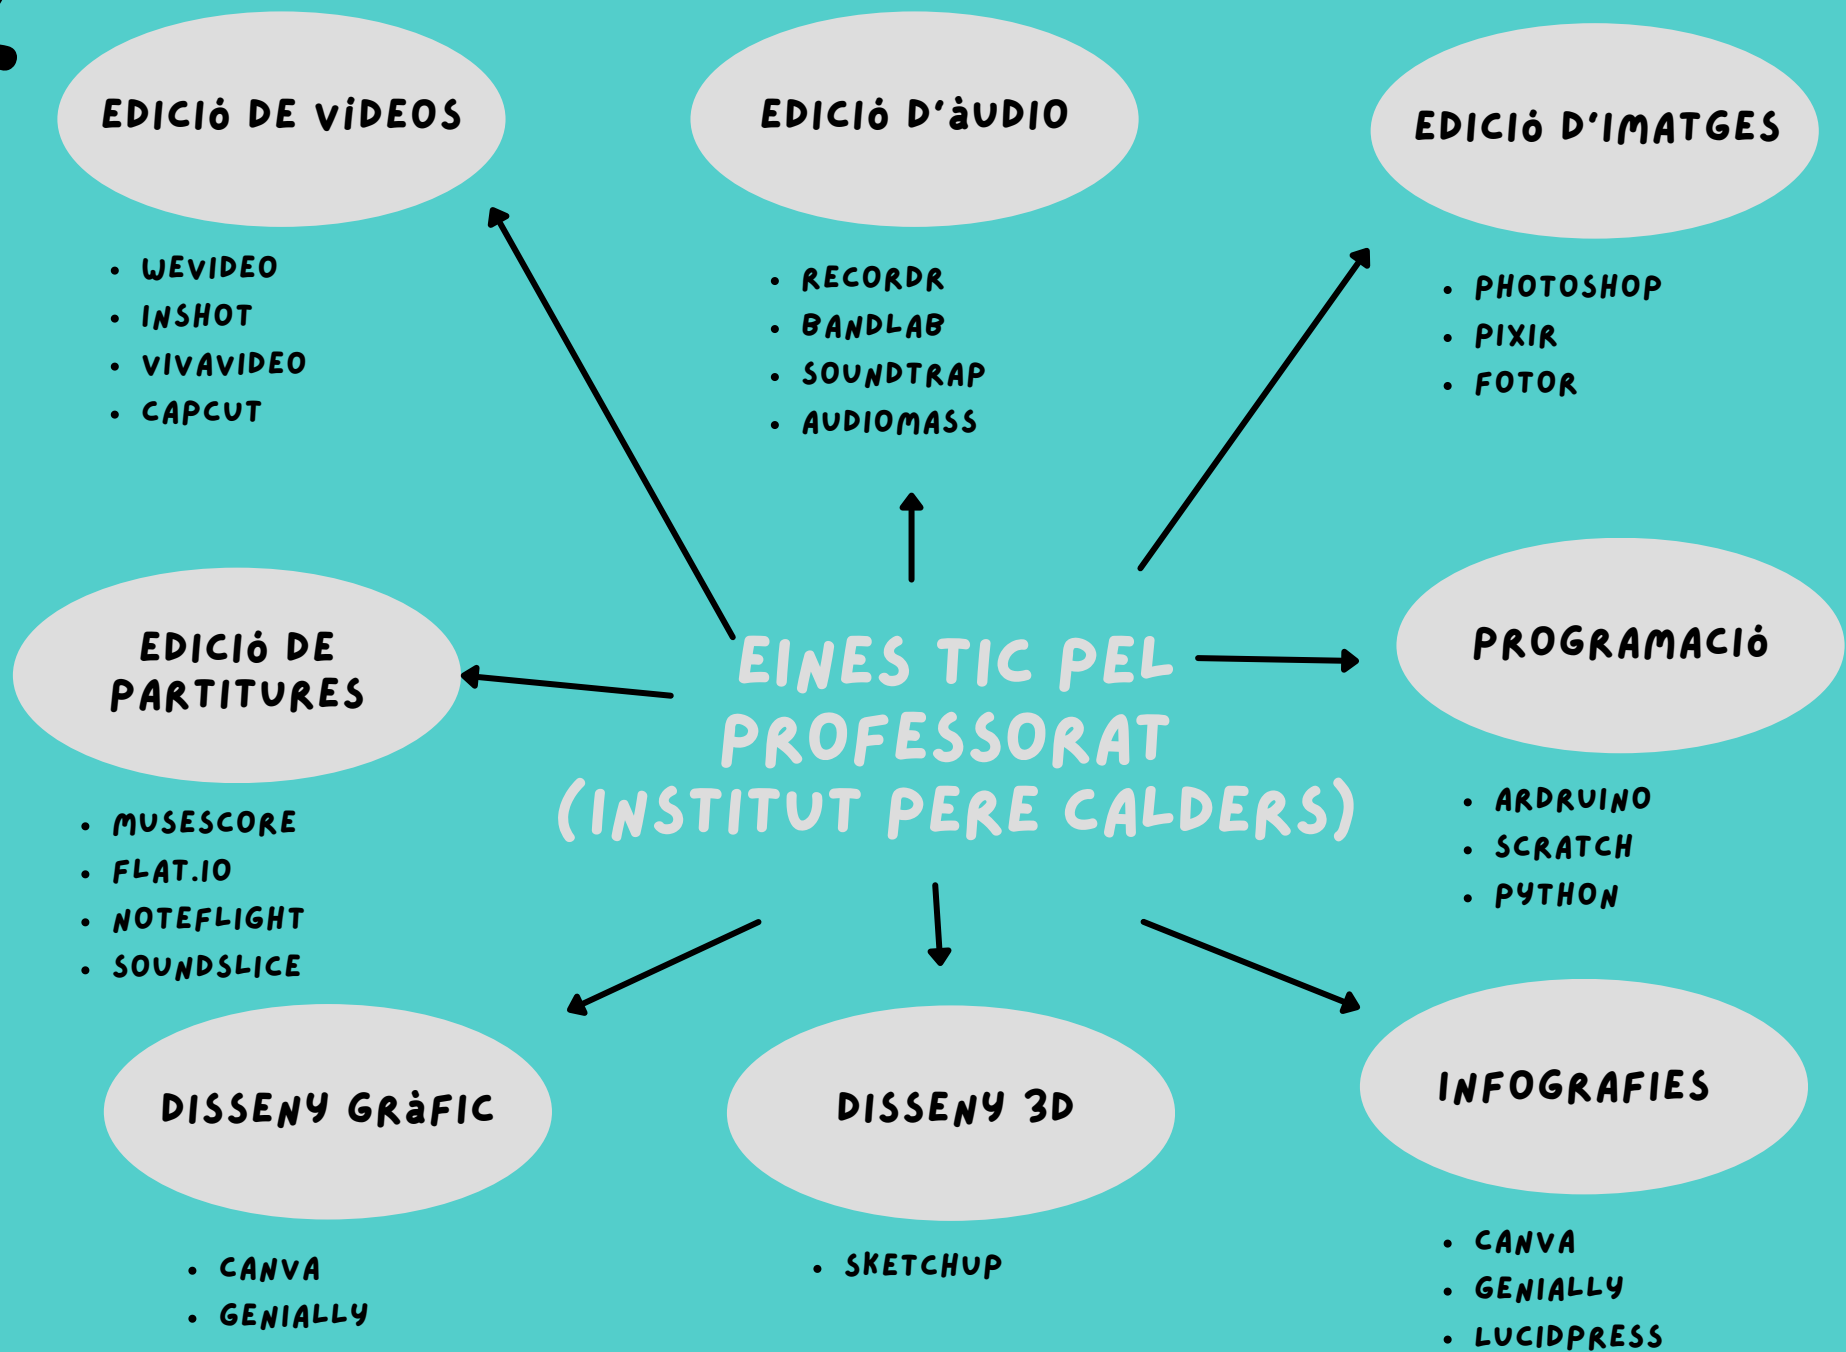 EDICIÓ DE VÍDEOS
WEVIDEO
INSHOT
VIVAVIDEO
CAPCUT
EDICIÓ D'ÀUDIO
RECORDR
BANDLAB
SOUNDTRAP
AUDIOMASS
EDICIÓ D'IMATGES
PHOTOSHOP
PIXIR
FOTOR
EDICIÓ DE
PARTITURES
MUSESCORE
FLAT.IO
NOTEFLIGHT
SOUNDSLICE
EINES TIC PEL
PROFESSORAT
(INSTITUT PERE CALDERS)
PROGRAMACIÓ
ARDRUINO
SCRATCH
PYTHON
DISSENY GRÀFIC
CANVA
GENIALLY
DISSENY 3D
SKETCHUP
INFOGRAFIES
CANVA
GENIALLY
LUCIDPRESS